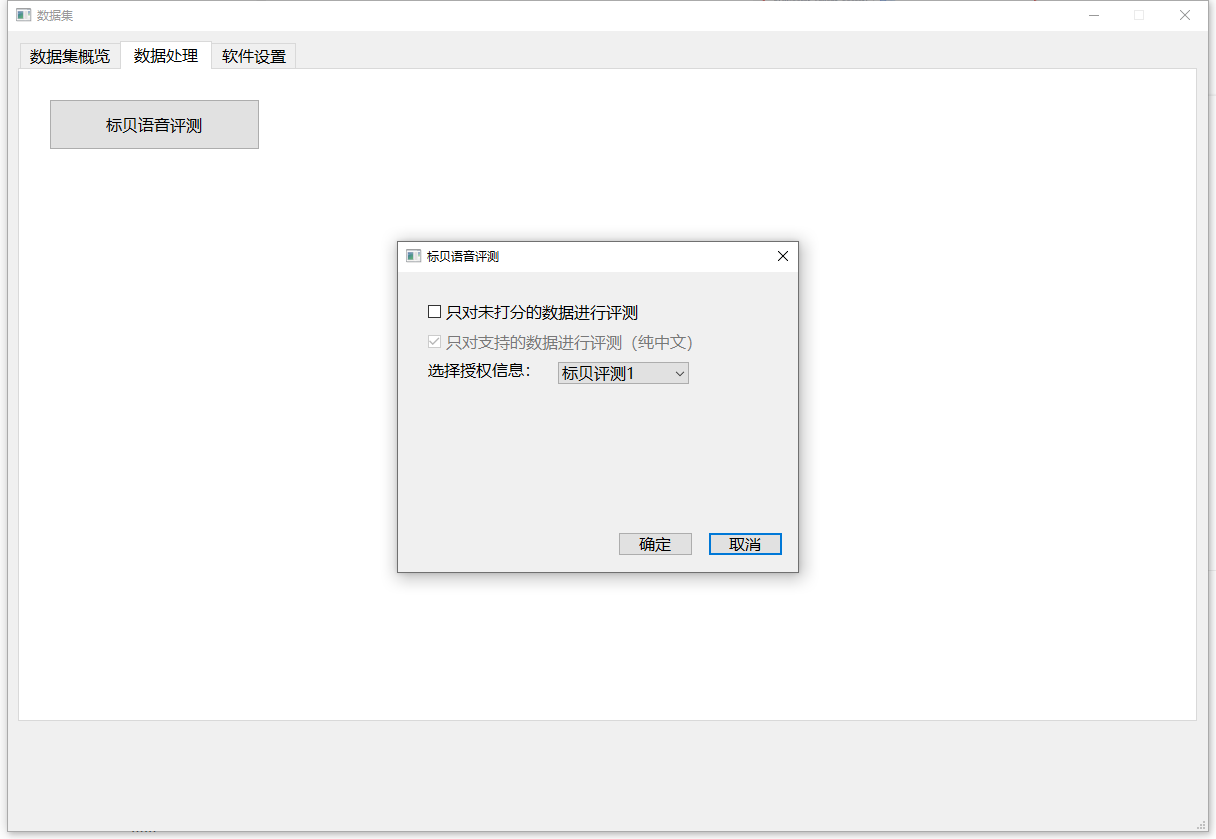 数据集
数据集概览
数据处理
软件设置
标贝语音评测
标贝语音评测
只对未打分的数据进行评测
只对支持的数据进行评测（纯中文）
选择授权信息：
标贝评测1
确定
取消